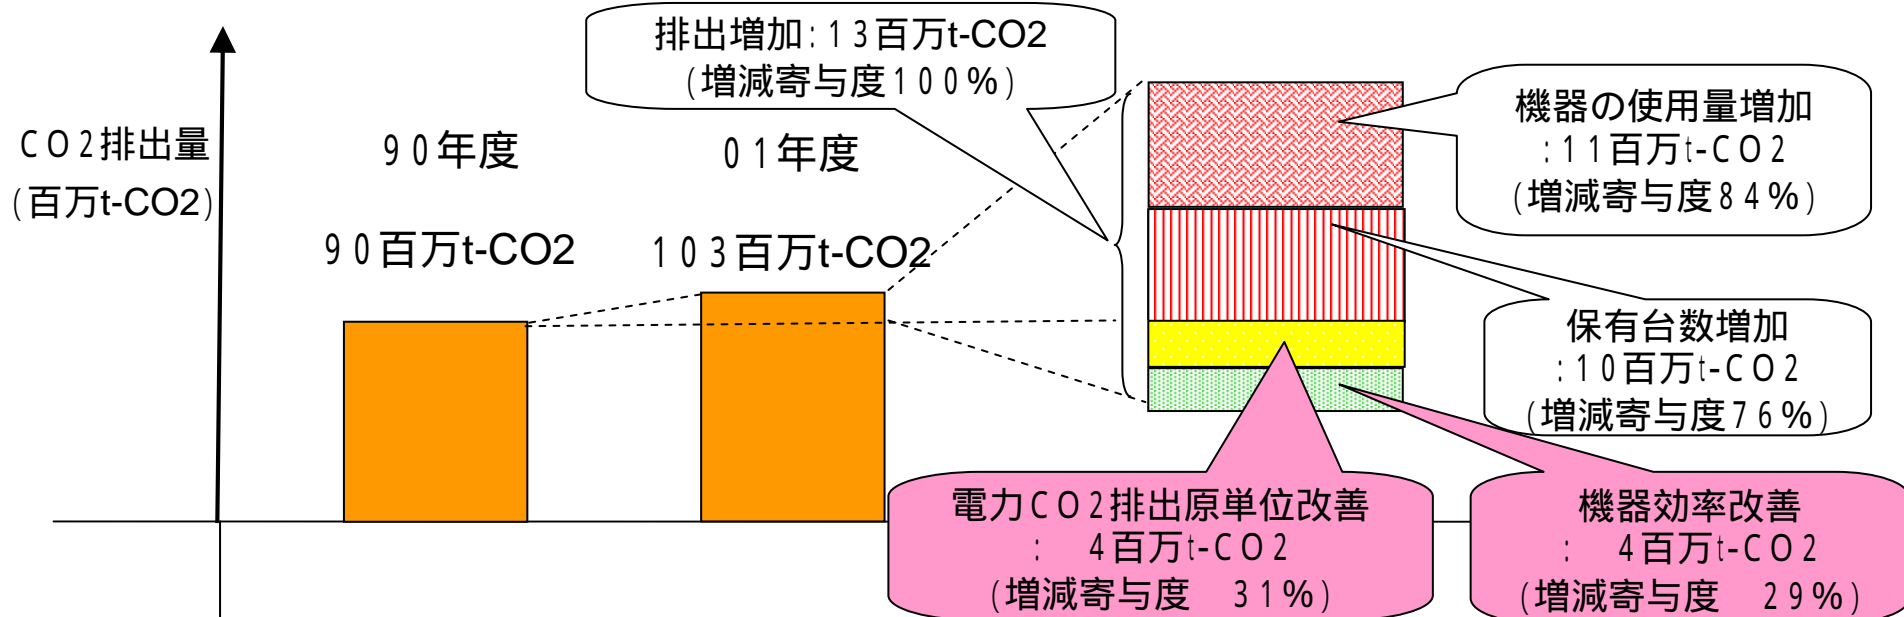 排出増加:13百万t-CO2
(増減寄与度100%)
CO2排出量
(百万t-CO2)
90年度
01年度
90百万t-CO2
103百万t-CO2
機器の使用量増加
:11百万t-CO2
(増減寄与度84%)
保有台数増加
:10百万t-CO2
(増減寄与度76%)
電力CO2排出原単位改善
: 4百万t-CO2
(増減寄与度 31%)
機器効率改善
: 4百万t-CO2
(増減寄与度 29%)